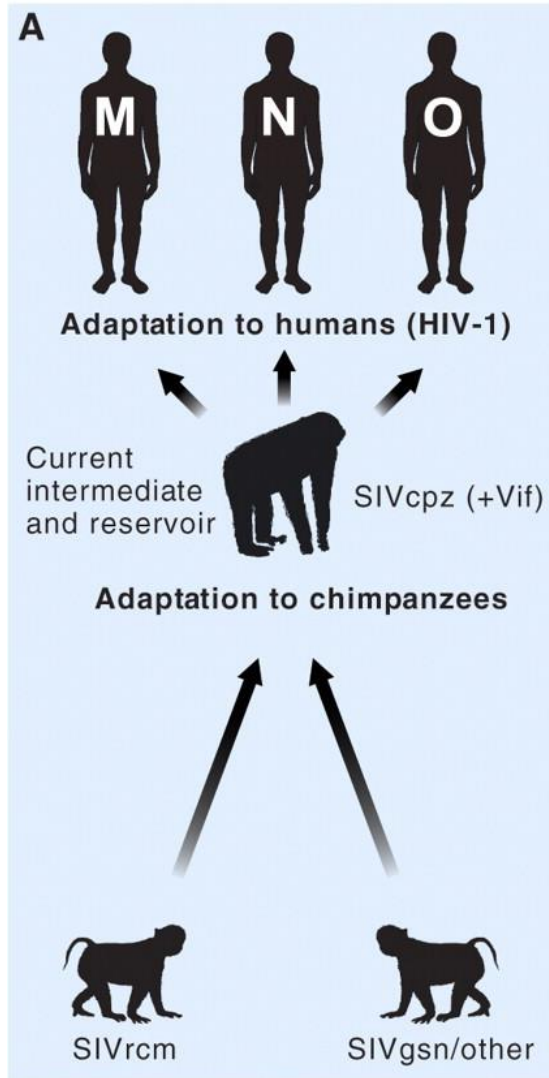 A
M N O
Adaptation to humans (HIV-1)
Current
intermediate
and reservoir
SIVcpz (+Vif)
Adaptation to chimpanzees
SIVrcm
SIVgsn/other